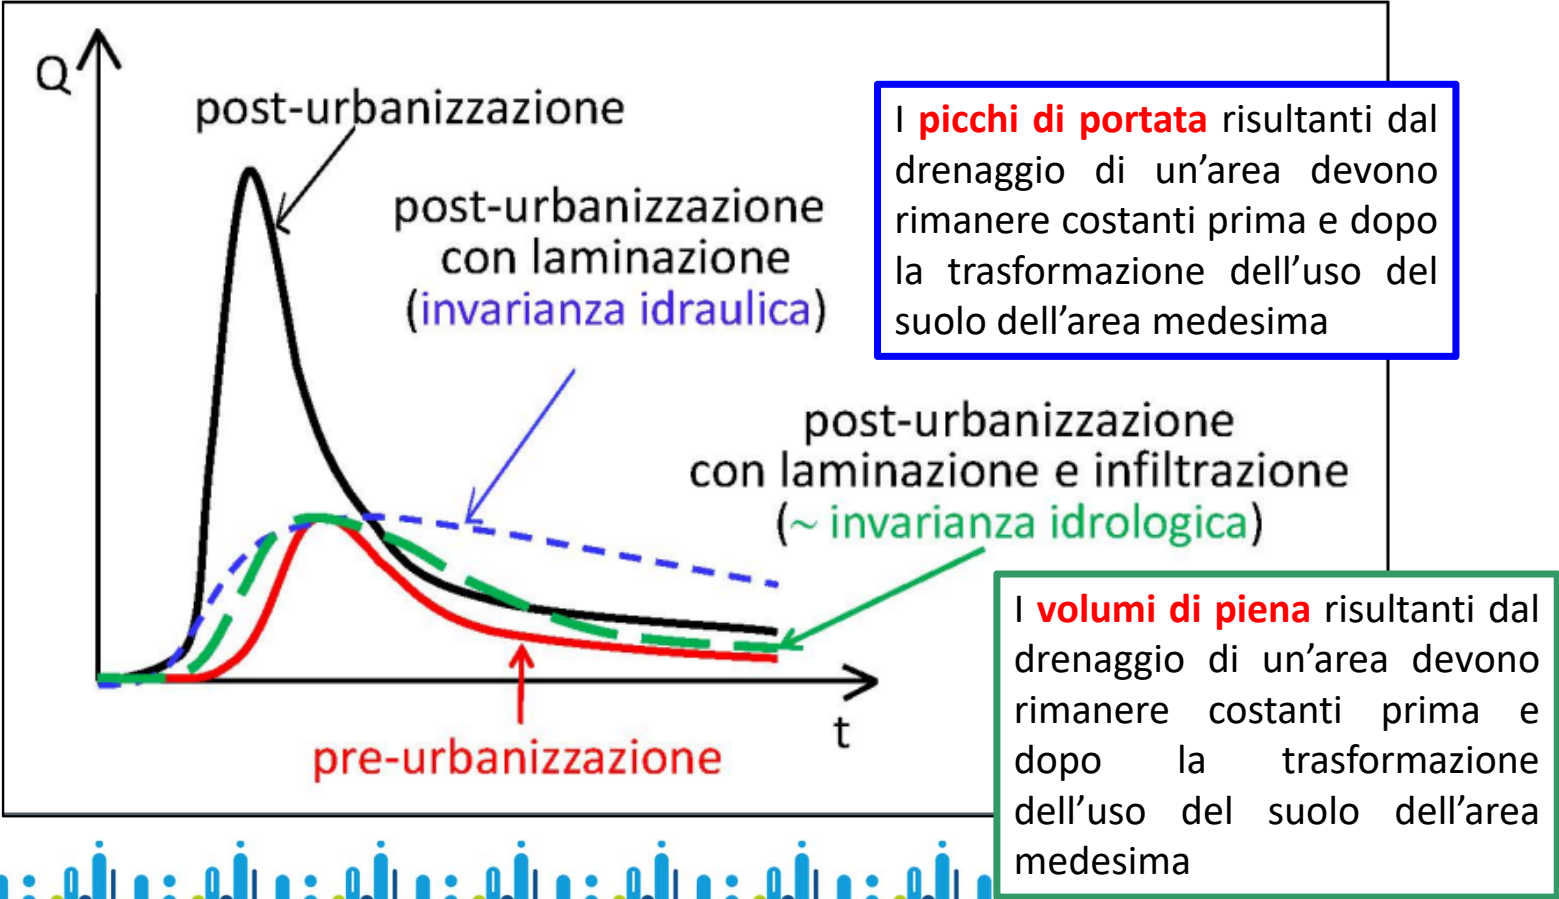 Q
post-urbanizzazione
post-urbanizzazione
con laminazione
(invarianza idraulica)
I picchi di portata risultanti dal
drenaggio di un’area devono
rimanere costanti prima e dopo
la trasformazione dell’uso del
suolo dell’area medesima
post-urbanizzazione
con laminazione e infiltrazione
(~ invarianza idrologica)
pre-urbanizzazione
t
I volumi di piena risultanti dal
drenaggio di un’area devono
rimanere costanti prima e
dopo la trasformazione
dell’uso del suolo dell’area
medesima